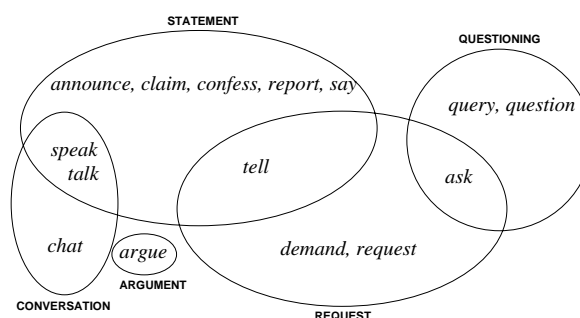 STATEMENT
QUESTIONING
announce, claim, confess, report, say
query, question
speak
talk
tell
ask
chat
argue
demand, request
ARGUMENT
CONVERSATION
REQUEST